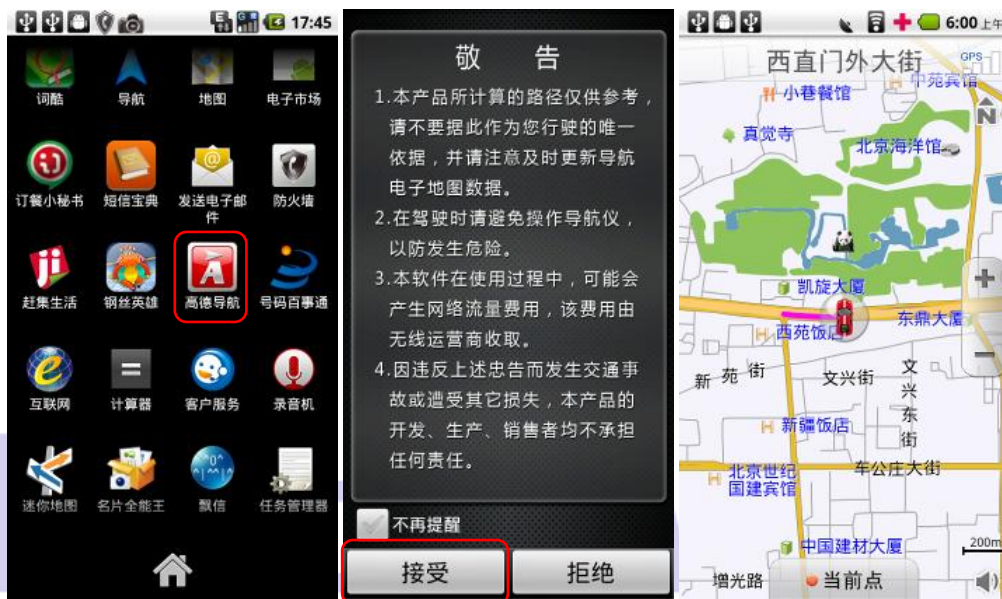 17:45
词酷
导航
地图
电子市场
订餐小秘书
短信宝典
发送电子邮
件
防火墙
赶集生活
钢丝英雄
高德导航
号码百事通
互联网
计算器
客户服务
录音机
迷你地图
名片全能王
飘信
任务管理器
敬 告
1.本产品所计算的路径仅供参考，
请不要据此作为您行驶的唯一
依据，并请注意及时更新导航
电子地图数据。
2.在驾驶时请避免操作导航仪，
以防发生危险。
3.本软件在使用过程中，可能会
产生网络流量费用，该费用由
无线运营商收取。
4.因违反上述忠告而发生交通事
故或遭受其它损失，本产品的
开发、生产、销售者均不承担
任何责任。
不再提醒
接受
拒绝
6:00 上午
西直门外大街
GPS
中苑宾馆
小巷餐馆
N
真觉寺
北京海洋馆
凯旋大厦
东鼎大厦
西苑饭店
新苑街
文兴街
文兴东街
新疆饭店
北京世纪
国建宾馆
车公庄大街
中国建材大厦
200m
增光路
当前点